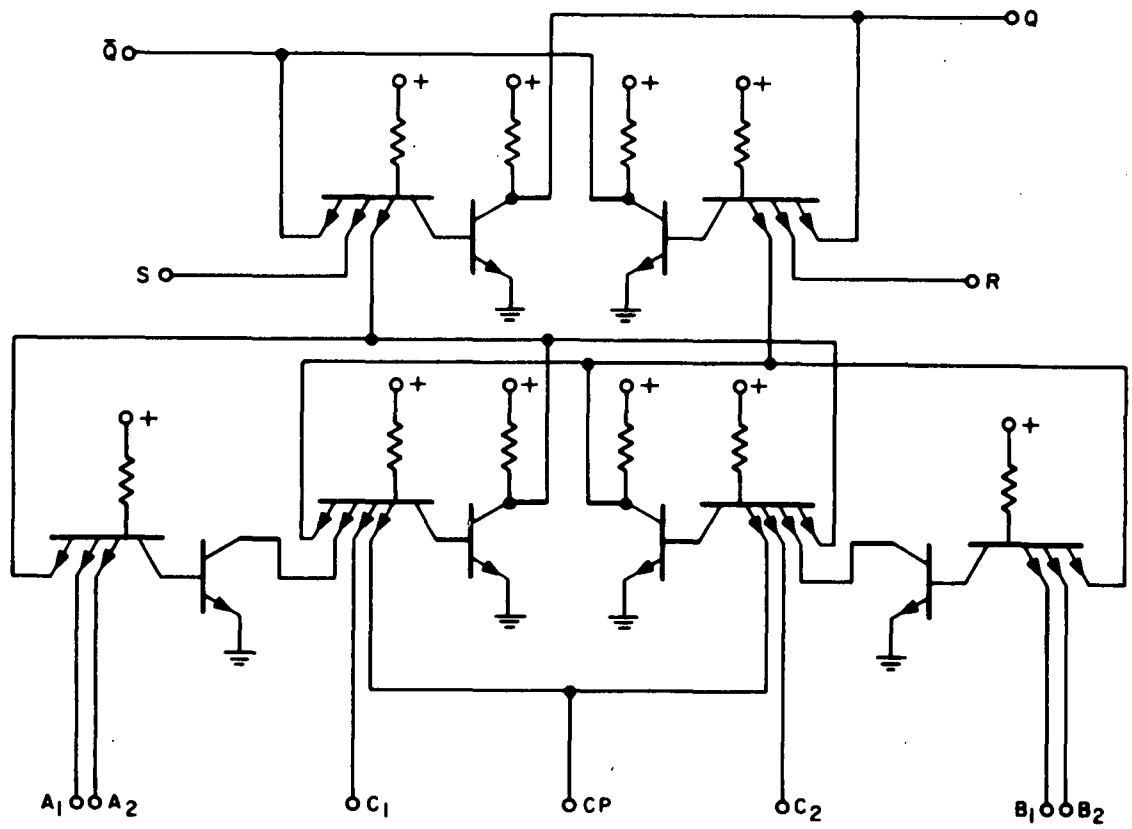 Q
Q̄
+ + + +
S
R
+ + + +
+
+
A₁ A₂ C₁ CP C₂ B₁ B₂